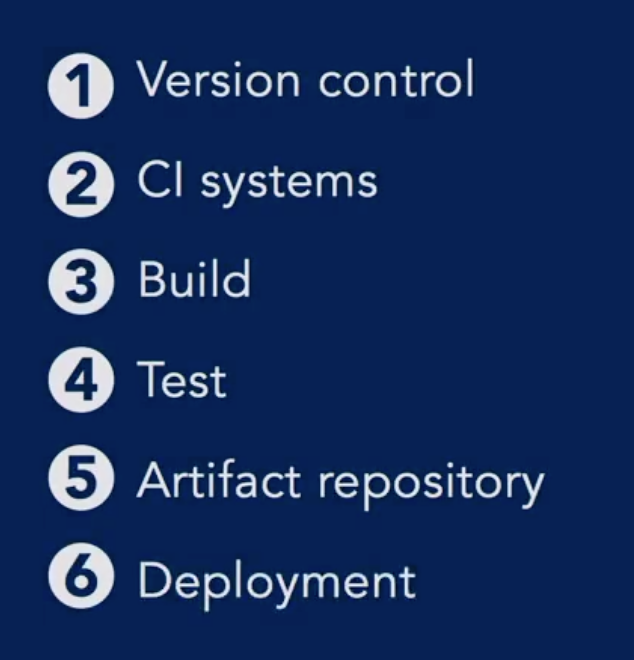 1 Version control
2 CI systems
3 Build
4 Test
5 Artifact repository
6 Deployment